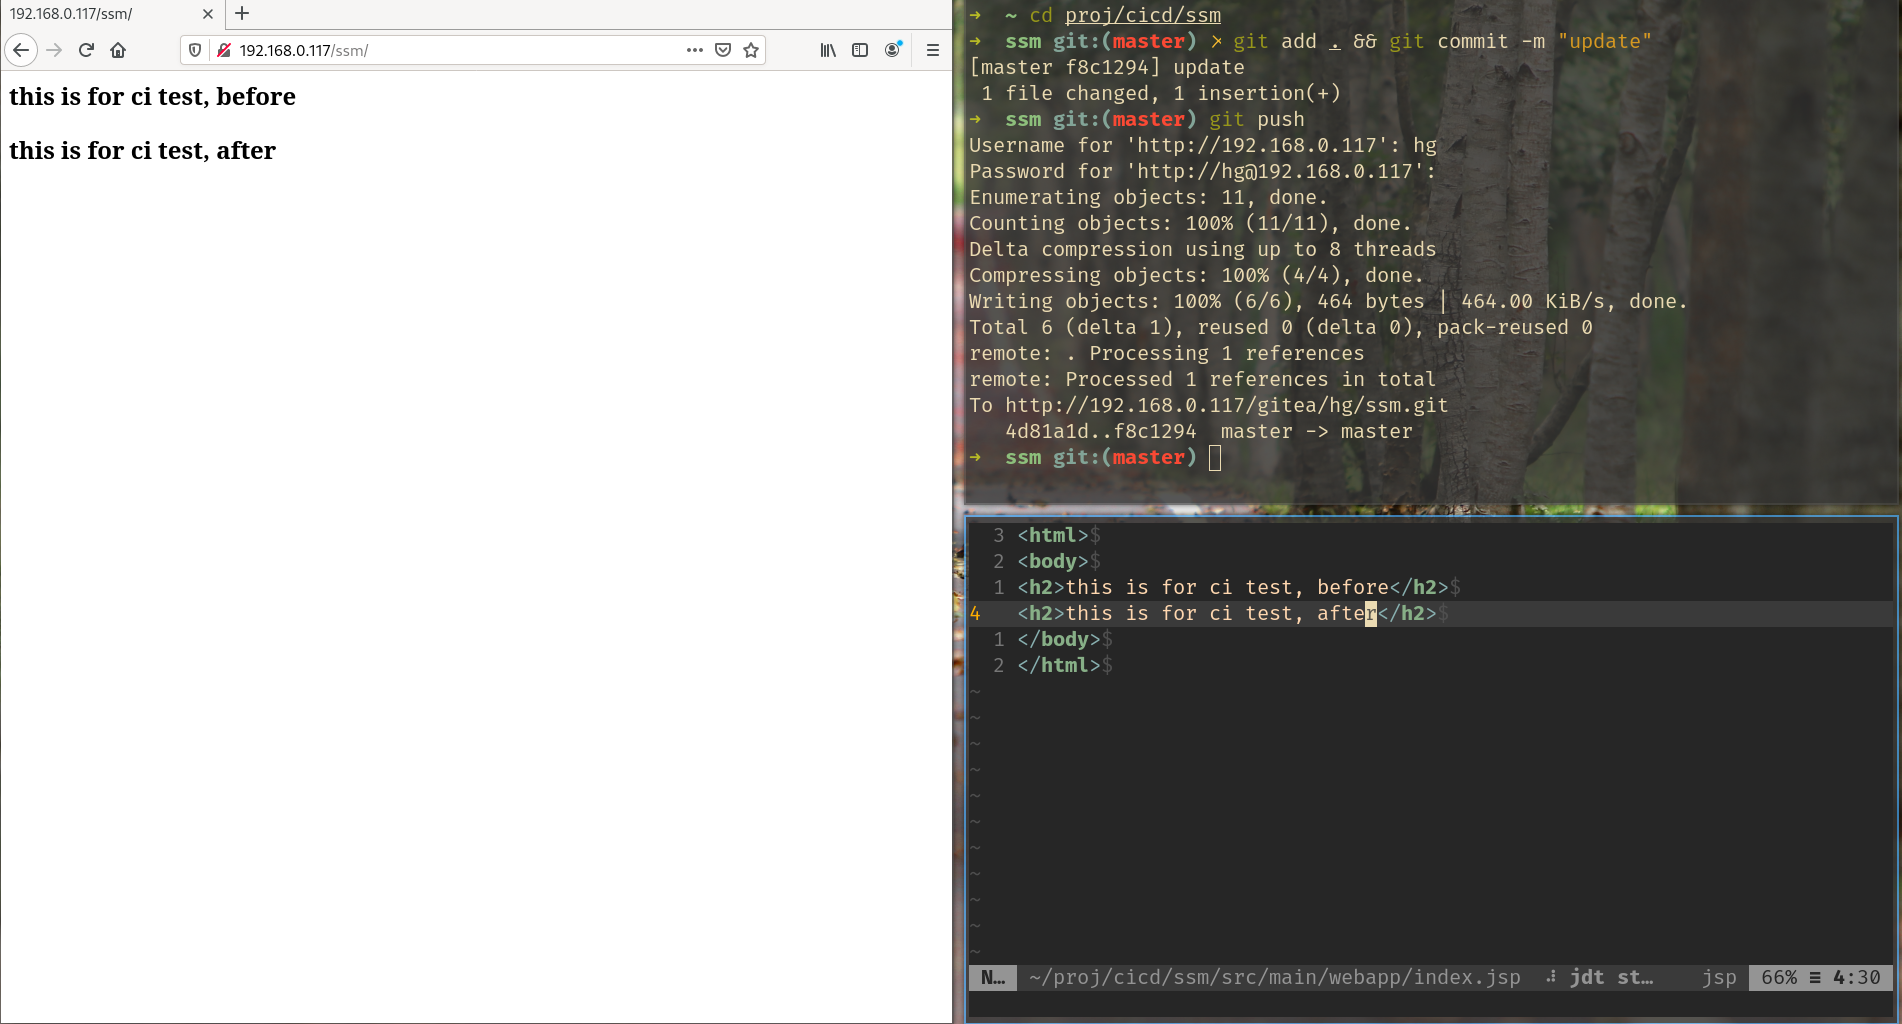 192.168.0.117/ssm/
192.168.0.117/ssm/
this is for ci test, before
this is for ci test, after
➜  ~ cd proj/cicd/ssm
➜  ssm git:(master) ✗ git add . && git commit -m "update"
[master f8c1294] update
 1 file changed, 1 insertion(+)
➜  ssm git:(master) git push
Username for 'http://192.168.0.117': hg
Password for 'http://hg@192.168.0.117':
Enumerating objects: 11, done.
Counting objects: 100% (11/11), done.
Delta compression using up to 8 threads
Compressing objects: 100% (4/4), done.
Writing objects: 100% (6/6), 464 bytes | 464.00 KiB/s, done.
Total 6 (delta 1), reused 0 (delta 0), pack-reused 0
remote: . Processing 1 references
remote: Processed 1 references in total
To http://192.168.0.117/gitea/hg/ssm.git
   4d81a1d..f8c1294  master -> master
➜  ssm git:(master)
3 <html>$
2 <body>$
1 <h2>this is for ci test, before</h2>$
4 <h2>this is for ci test, after</h2>$
1 </body>$
2 </html>$
~
~
~
~
~
~
~
~
~
~
~
N… ~/proj/cicd/ssm/src/main/webapp/index.jsp ⠼ jdt st… jsp 66% ≡ 4:30